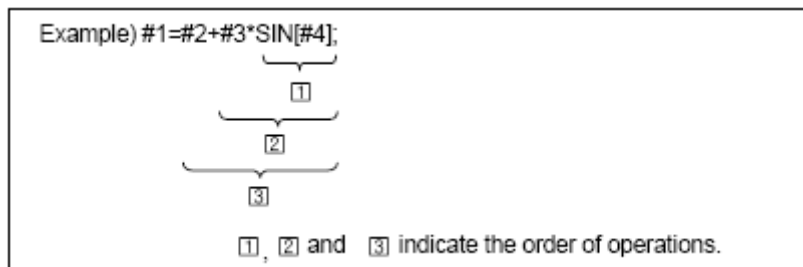 Example) #1=#2+#3*SIN[#4];
1
2
3
1, 2 and 3 indicate the order of operations.